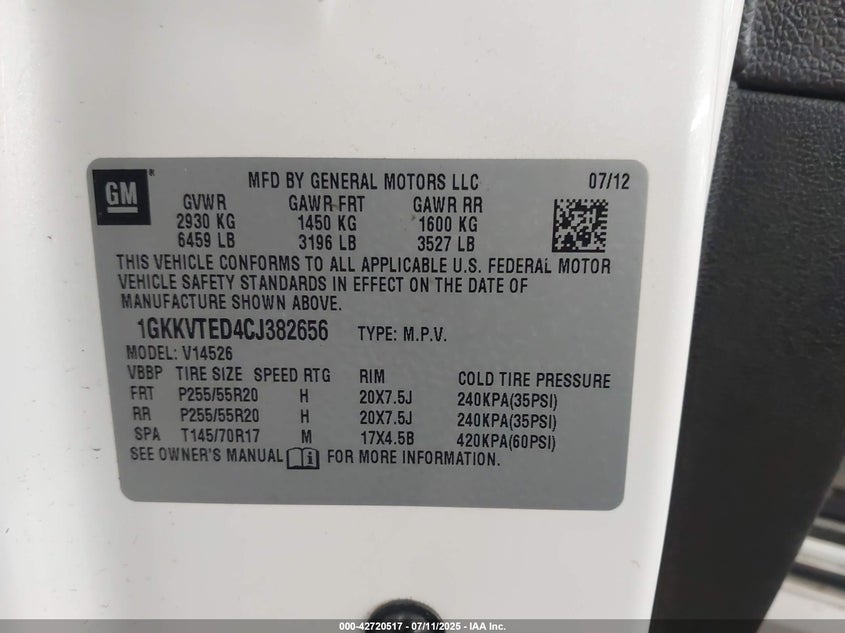 GM ®
MFD BY GENERAL MOTORS LLC 07/12
GVWR GAWR FRT GAWR RR
2930 KG 1450 KG 1600 KG
6459 LB 3196 LB 3527 LB
THIS VEHICLE CONFORMS TO ALL APPLICABLE U.S. FEDERAL MOTOR
VEHICLE SAFETY STANDARDS IN EFFECT ON THE DATE OF
MANUFACTURE SHOWN ABOVE.
1GKKVTED4CJ382656 TYPE: M.P.V.
MODEL: V14526
VBBP TIRE SIZE SPEED RTG RIM COLD TIRE PRESSURE
FRT P255/55R20 H 20X7.5J 240KPA(35PSI)
RR P255/55R20 H 20X7.5J 240KPA(35PSI)
SPA T145/70R17 M 17X4.5B 420KPA(60PSI)
SEE OWNER'S MANUAL i FOR MORE INFORMATION.
000-42720517 - 07/11/2025 - IAA Inc.